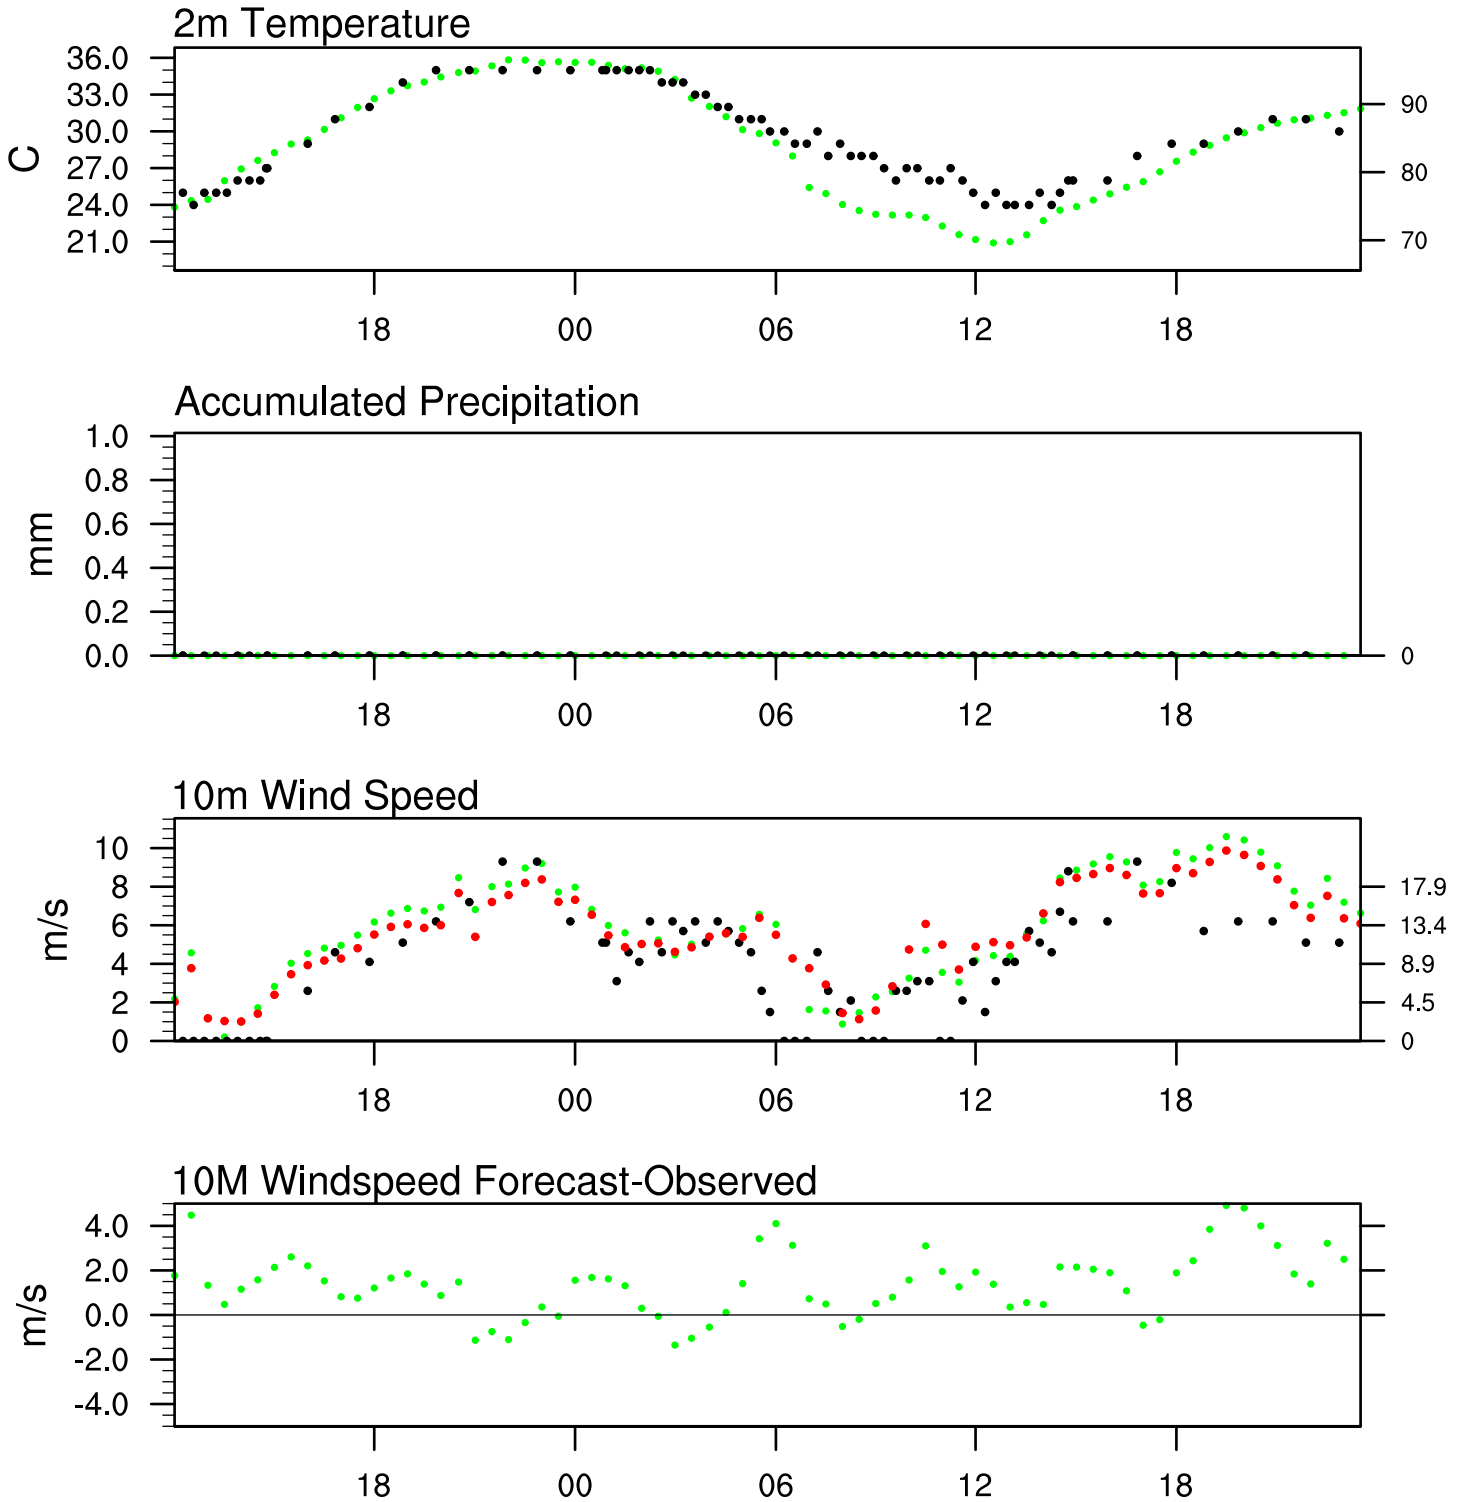 2m Temperature
36.0
33.0
30.0
27.0
24.0
21.0
C
90
80
70
18 00 06 12 18
Accumulated Precipitation
1.0
0.8
0.6
0.4
0.2
0.0
mm
0
18 00 06 12 18
10m Wind Speed
10
8
6
4
2
0
m/s
17.9
13.4
8.9
4.5
0
18 00 06 12 18
10M Windspeed Forecast-Observed
4.0
2.0
0.0
-2.0
-4.0
m/s
18 00 06 12 18